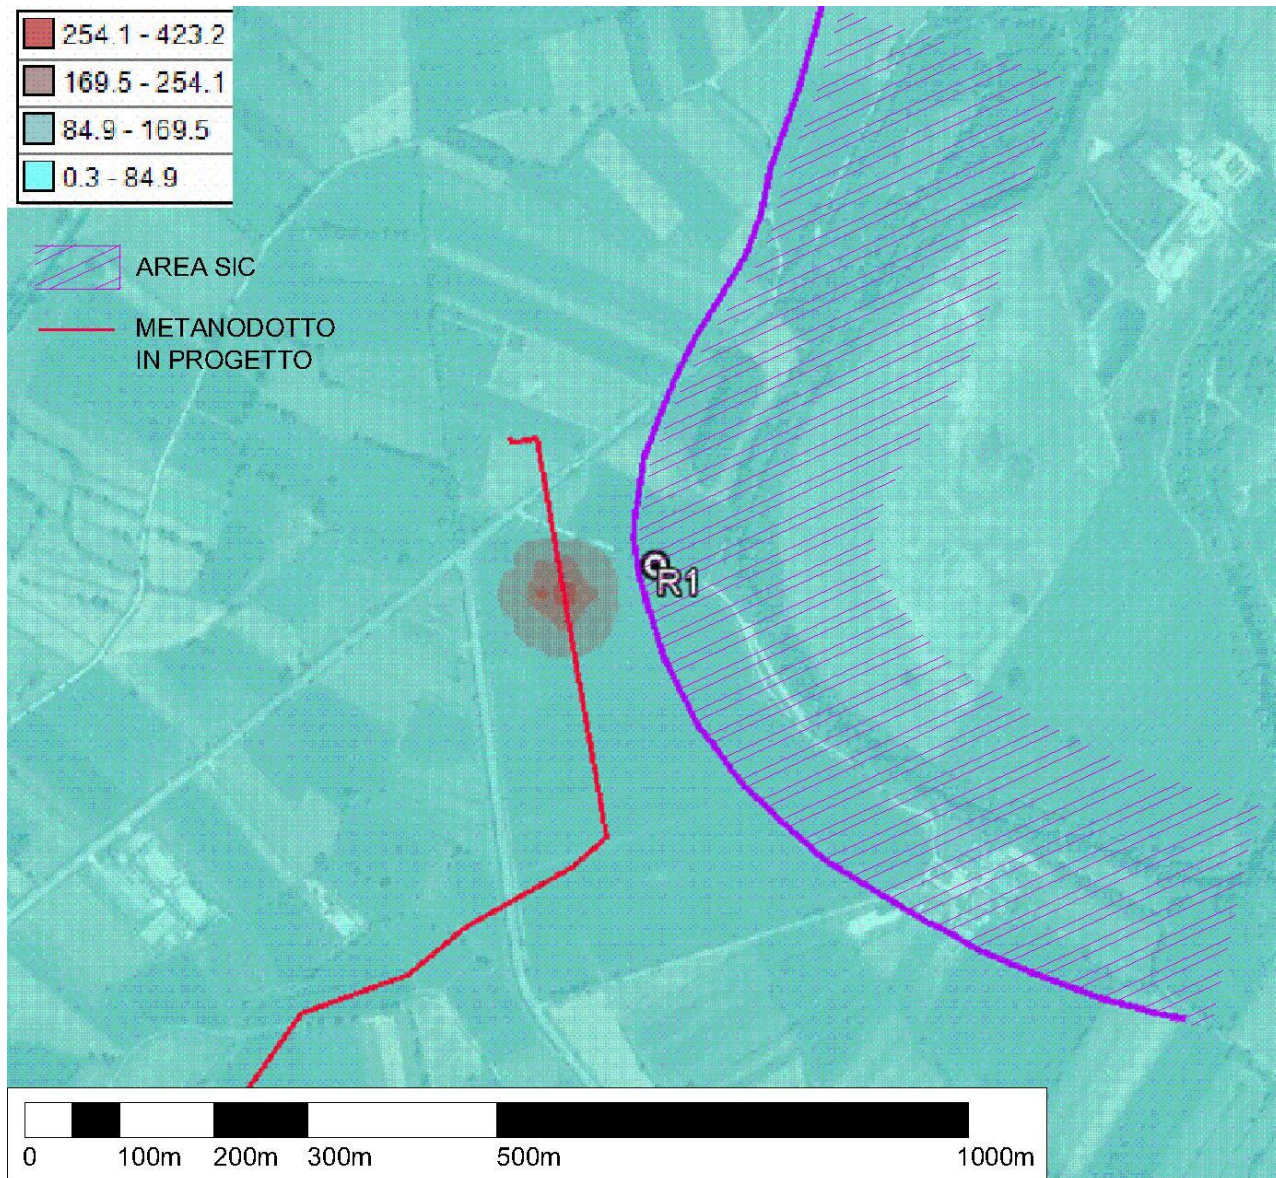 254.1 - 423.2
169.5 - 254.1
84.9 - 169.5
0.3 - 84.9
AREA SIC
METANODOTTO
IN PROGETTO
R1
0 100m 200m 300m 500m 1000m